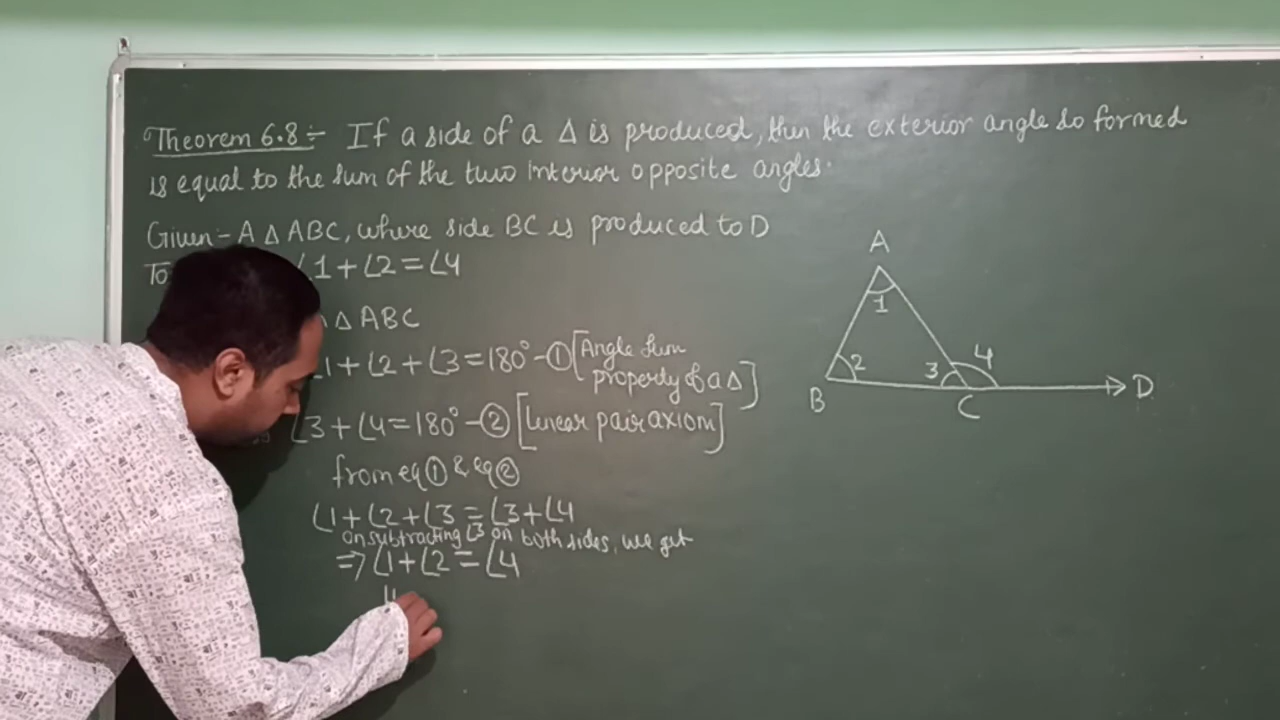 Theorem 6.8 ÷ If a side of a Δ is produced, then the exterior angle so formed
is equal to the sum of the two interior opposite angles.
Given - A Δ ABC, where side BC is produced to D
To ∠1 + ∠2 = ∠4
Δ ABC
∠1 + ∠2 + ∠3 = 180° - ① [Angle sum
property of a Δ]
∠3 + ∠4 = 180° - ② [linear pair axiom]
from eq ① & eq ②
∠1 + ∠2 + ∠3 = ∠3 + ∠4
on subtracting ∠3 on both sides, we get
⇒ ∠1 + ∠2 = ∠4
A
1
2
3
4
B
C
D